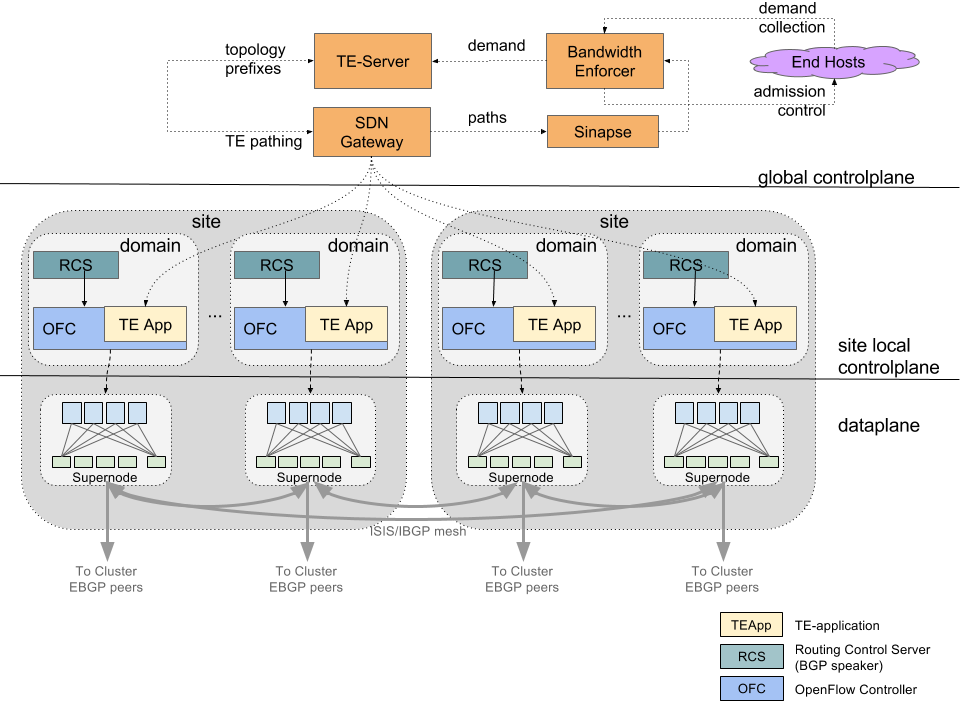 demand
collection
topology
prefixes
TE-Server
demand
Bandwidth
Enforcer
End Hosts
admission
control
TE pathing
SDN
Gateway
paths
Sinapse
global controlplane
site
site
domain
domain
domain
domain
RCS
RCS
RCS
RCS
OFC
TE App
...
OFC
TE App
OFC
TE App
...
OFC
TE App
site local
controlplane
dataplane
Supernode
Supernode
Supernode
Supernode
ISIS/IBGP mesh
To Cluster
EBGP peers
To Cluster
EBGP peers
To Cluster
EBGP peers
To Cluster
EBGP peers
TEApp
TE-application
RCS
Routing Control Server
(BGP speaker)
OFC
OpenFlow Controller